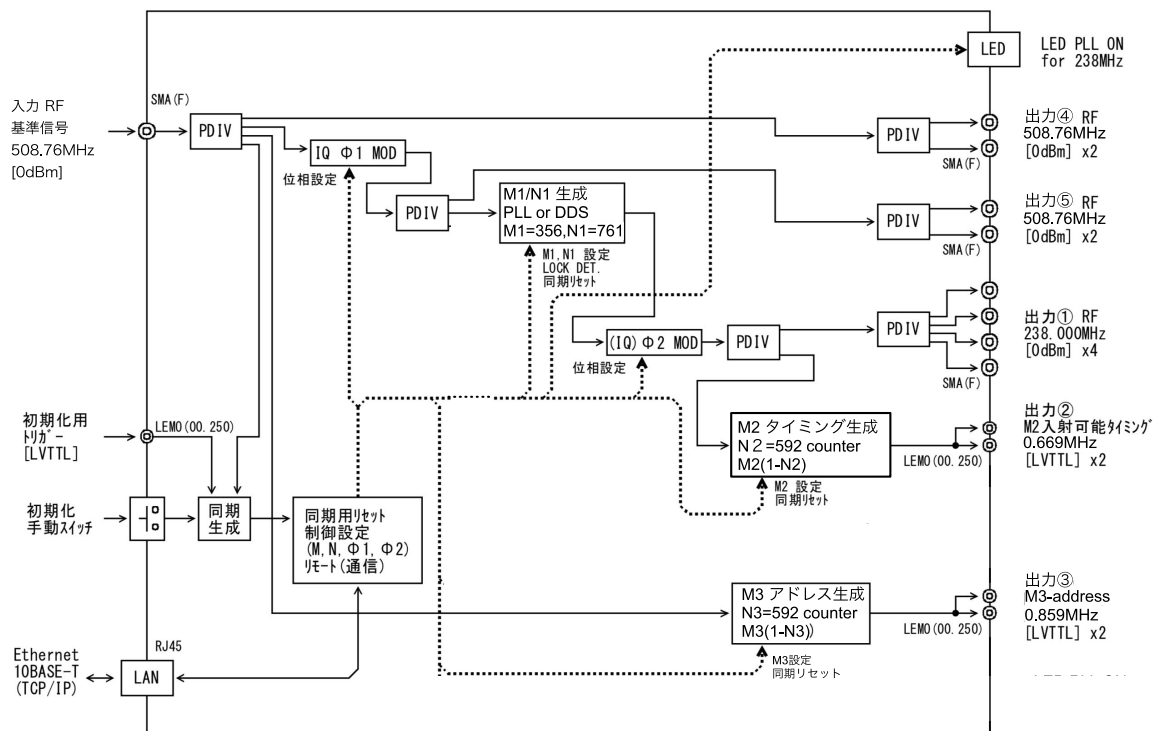 LED
LED PLL ON
for 238MHz
入力 RF
基準信号
508.76MHz
[0dBm]
SMA(F)
PDIV
IQ Φ1 MOD
位相設定
PDIV
出力④ RF
508.76MHz
[0dBm] x2
SMA(F)
PDIV
M1/N1 生成
PLL or DDS
M1=356,N1=761
M1,N1 設定
LOCK DET.
同期リセット
PDIV
出力⑤ RF
508.76MHz
[0dBm] x2
SMA(F)
(IQ)Φ2 MOD
位相設定
PDIV
PDIV
出力① RF
238.000MHz
[0dBm] x4
SMA(F)
初期化用
トリガー
[LVTTL]
LEMO(00.250)
M2 タイミング生成
N２=592 counter
M2(1-N2)
M2 設定
同期リセット
LEMO(00.250)
出力②
M2入射可能タイミング
0.669MHz
[LVTTL] x2
初期化
手動スイッチ
同期
生成
同期用リセット
制御設定
(M,N,Φ1,Φ2)
リモート(通信)
M3 アドレス生成
N3=592 counter
M3(1-N3))
M3設定
同期リセット
LEMO(00.250)
出力③
M3-address
0.859MHz
[LVTTL] x2
Ethernet
10BASE-T
(TCP/IP)
RJ45
LAN